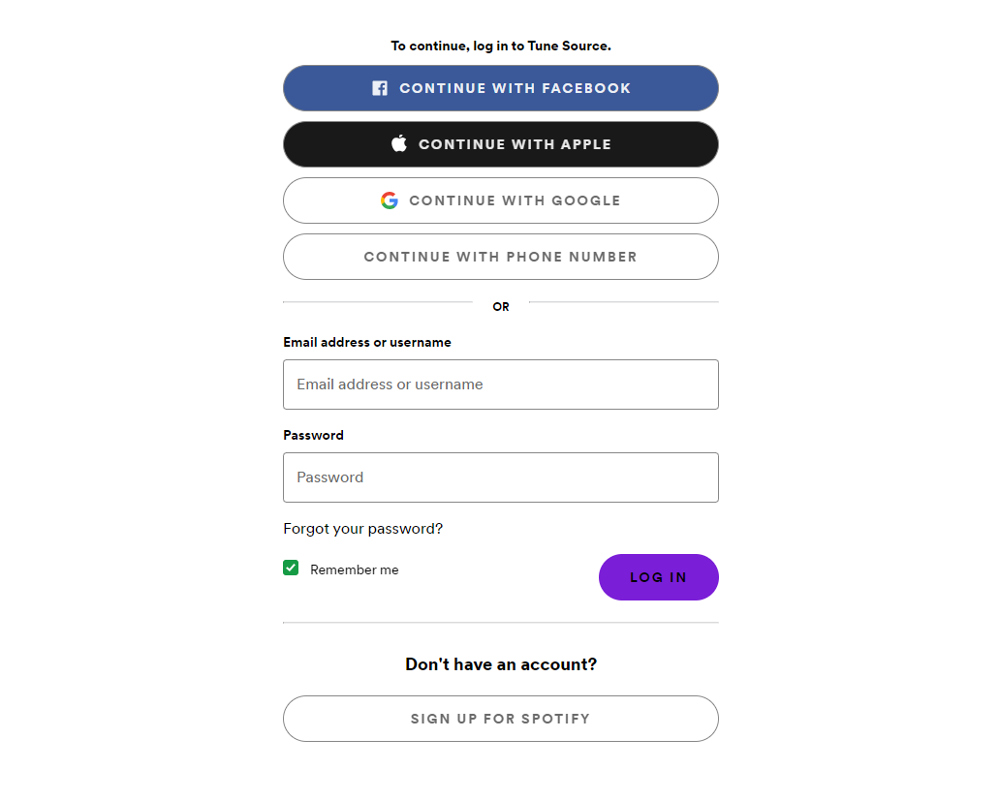 To continue, log in to Tune Source.
CONTINUE WITH FACEBOOK
CONTINUE WITH APPLE
CONTINUE WITH GOOGLE
CONTINUE WITH PHONE NUMBER
OR
Email address or username
Email address or username
Password
Password
Forgot your password?
Remember me
LOG IN
Don't have an account?
SIGN UP FOR SPOTIFY